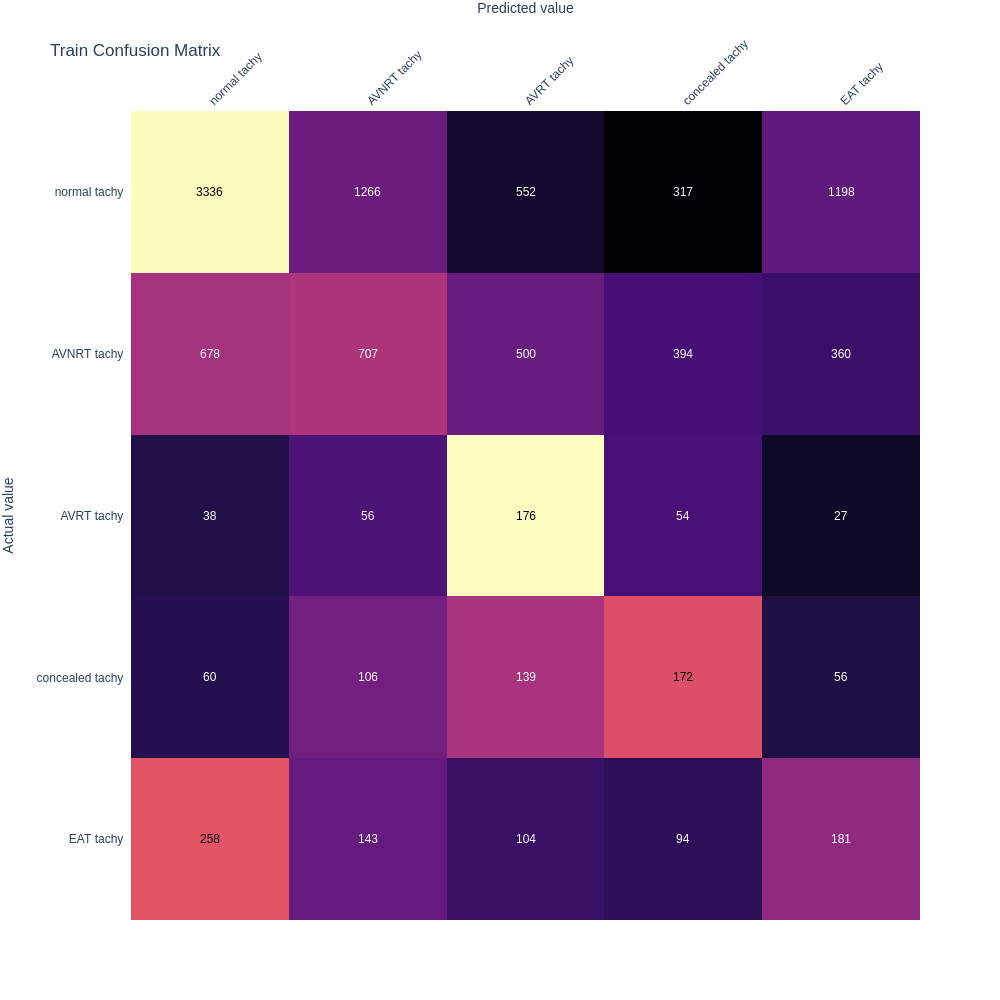 Predicted value
Train Confusion Matrix
normal tachy AVNRT tachy AVRT tachy concealed tachy EAT tachy
normal tachy 3336 1266 552 317 1198
AVNRT tachy 678 707 500 394 360
Actual value
AVRT tachy 38 56 176 54 27
concealed tachy 60 106 139 172 56
EAT tachy 258 143 104 94 181